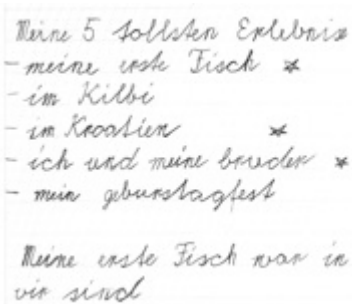 Meine 5 tollsten Erlebnise
- meine erste Fisch *
- im Kilbi
- im Kroatien *
- ich und meine bruder *
- mein geburstagfest
Meine erste Fisch war in
vir sind